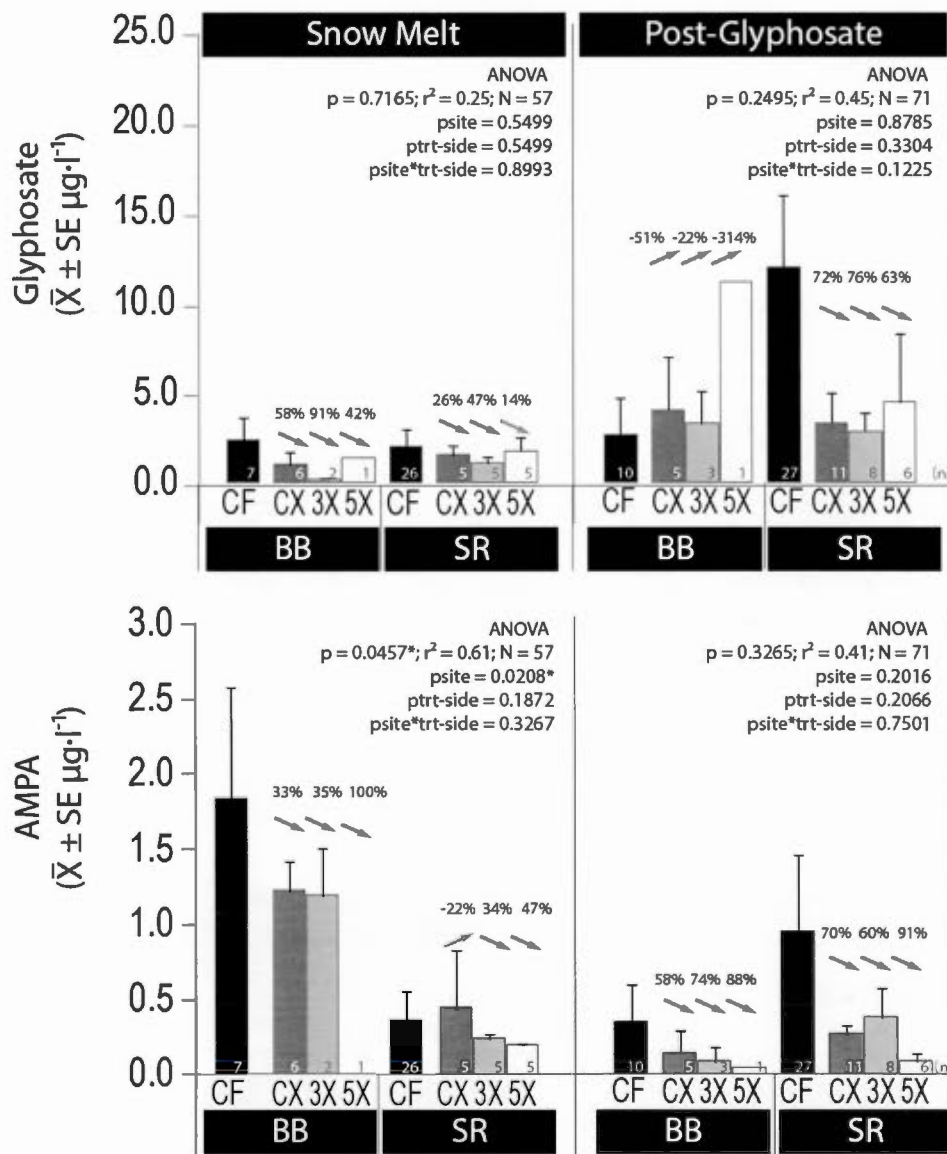 Snow Melt Post-Glyphosate
25.0
20.0
15.0
10.0
5.0
0.0
Glyphosate
(X̄ ± SE µg·l⁻¹)
ANOVA
p = 0.7165; r² = 0.25; N = 57
psite = 0.5499
ptrt-side = 0.5499
psite*trt-side = 0.8993
ANOVA
p = 0.2495; r² = 0.45; N = 71
psite = 0.8785
ptrt-side = 0.3304
psite*trt-side = 0.1225
58% 91% 42%
26% 47% 14%
-51% -22% -314%
72% 76% 63%
7 6 2 1 26 5 5 5 10 5 3 1 27 11 8 6 (n
CF CX 3X 5X CF CX 3X 5X CF CX 3X 5X CF CX 3X 5X
BB SR BB SR
3.0
2.5
2.0
1.5
1.0
0.5
0.0
AMPA
(X̄ ± SE µg·l⁻¹)
ANOVA
p = 0.0457*; r² = 0.61; N = 57
psite = 0.0208*
ptrt-side = 0.1872
psite*trt-side = 0.3267
ANOVA
p = 0.3265; r² = 0.41; N = 71
psite = 0.2016
ptrt-side = 0.2066
psite*trt-side = 0.7501
33% 35% 100%
-22% 34% 47%
58% 74% 88%
70% 60% 91%
7 6 2 1 26 5 5 5 10 5 3 1 27 11 8 6 (n
CF CX 3X 5X CF CX 3X 5X CF CX 3X 5X CF CX 3X 5X
BB SR BB SR